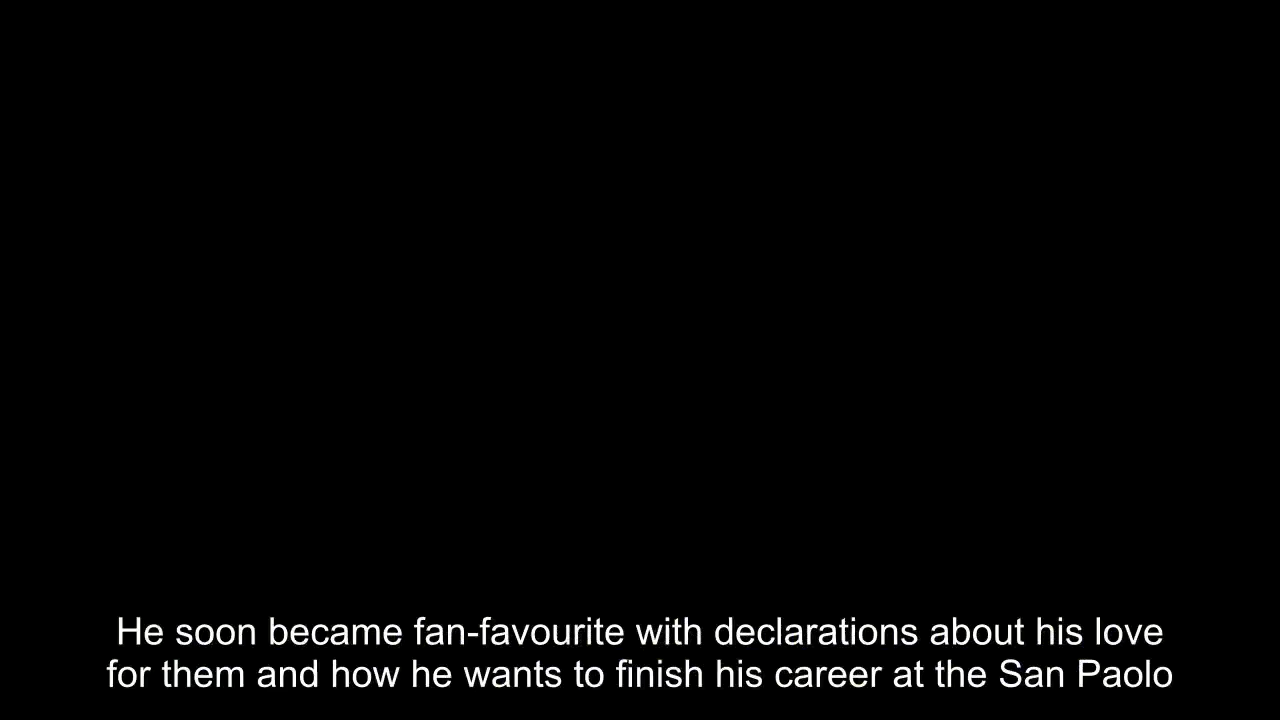 He soon became fan-favourite with declarations about his love
for them and how he wants to finish his career at the San Paolo